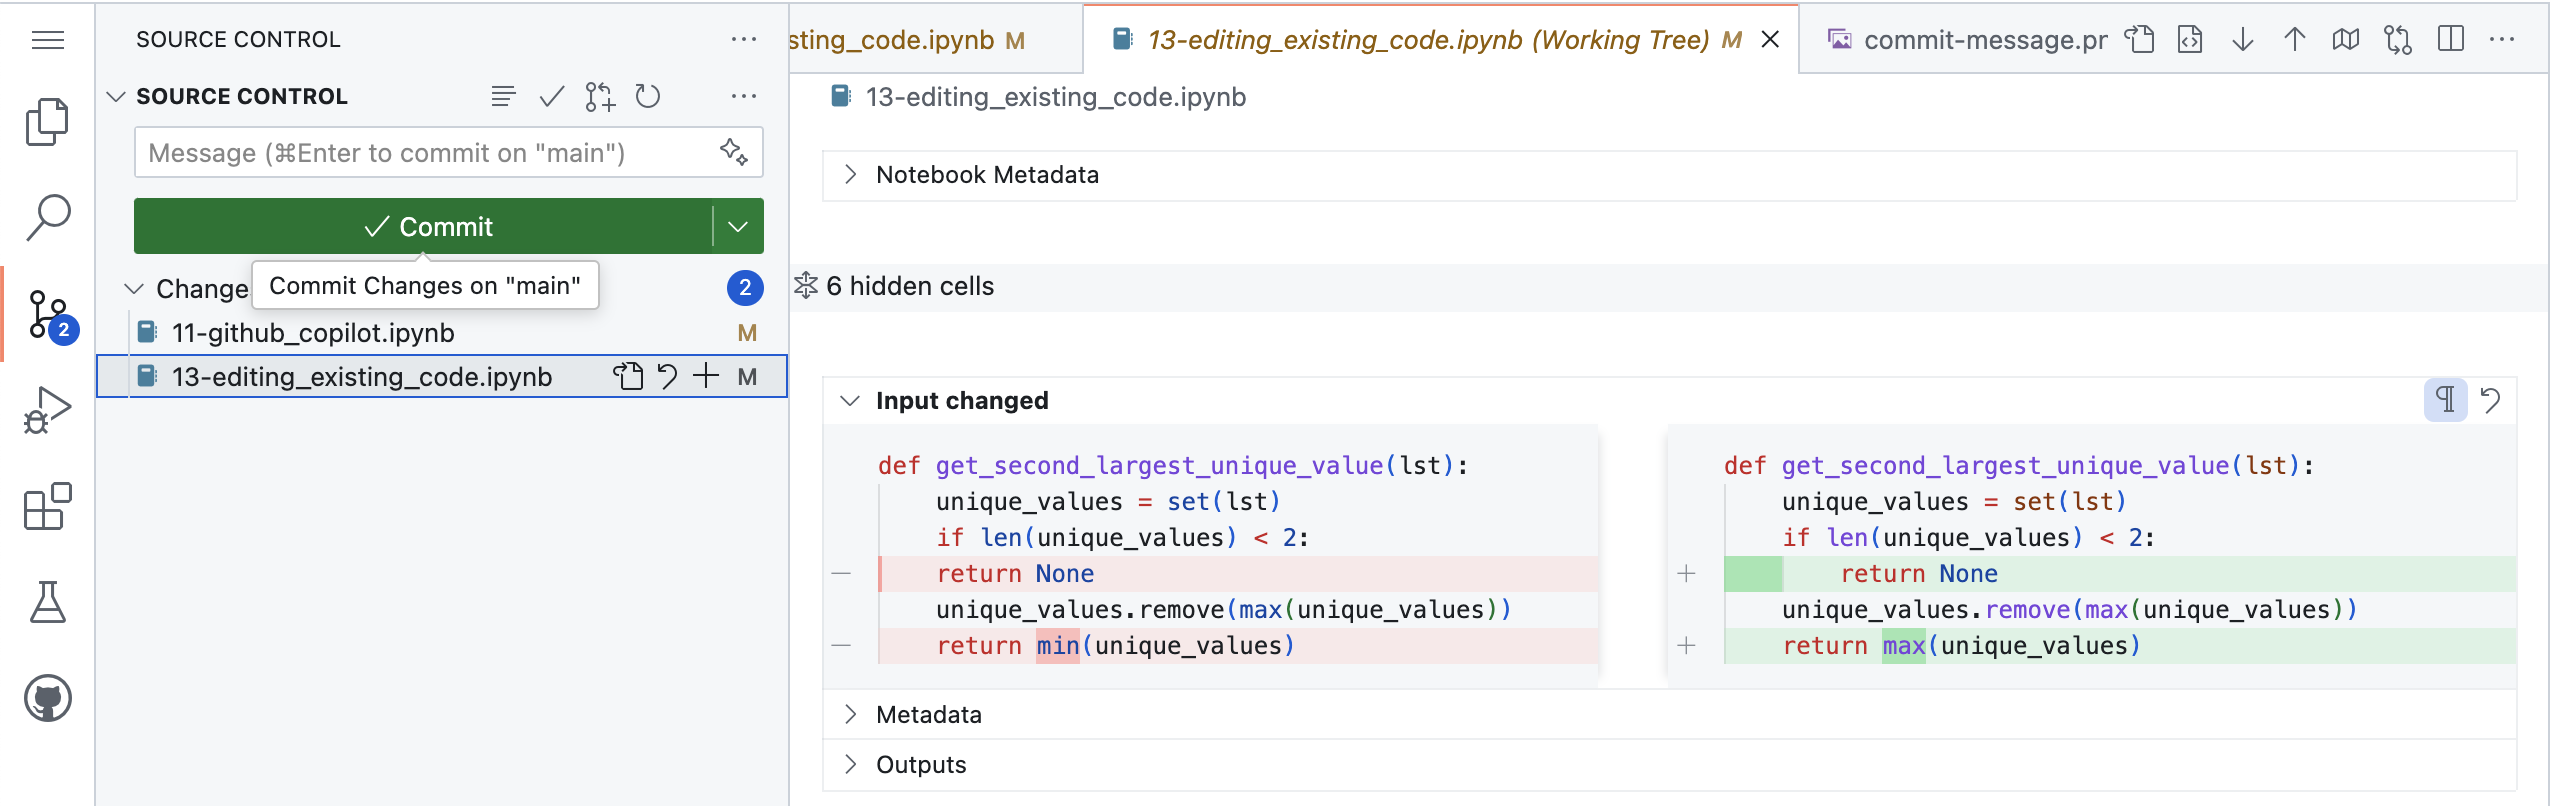 SOURCE CONTROL
SOURCE CONTROL
Message (⌘Enter to commit on "main")
Commit
Change
2
Commit Changes on "main"
11-github_copilot.ipynb M
13-editing_existing_code.ipynb M
2
sting_code.ipynb M
13-editing_existing_code.ipynb (Working Tree) M
commit-message.pr
13-editing_existing_code.ipynb
Notebook Metadata
6 hidden cells
Input changed
def get_second_largest_unique_value(lst):
    unique_values = set(lst)
    if len(unique_values) < 2:
—    return None
    unique_values.remove(max(unique_values))
—    return min(unique_values)
def get_second_largest_unique_value(lst):
    unique_values = set(lst)
    if len(unique_values) < 2:
+        return None
    unique_values.remove(max(unique_values))
+    return max(unique_values)
Metadata
Outputs